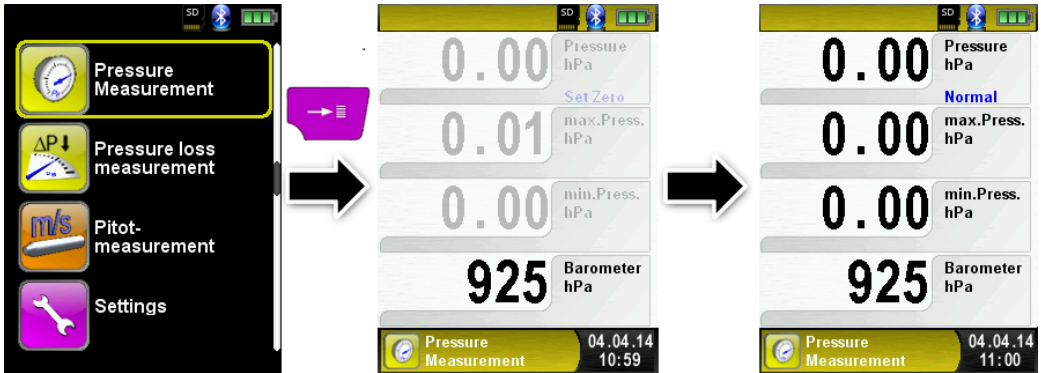 SD
Pressure
Measurement
ΔP
Pb
Pressure loss
measurement
m/s
Pitot-
measurement
Settings
SD
0.00 Pressure
hPa
Set Zero
0.01 max.Press.
hPa
0.00 min.Press.
hPa
925 Barometer
hPa
Pressure
Measurement
04.04.14
10:59
SD
0.00 Pressure
hPa
Normal
0.00 max.Press.
hPa
0.00 min.Press.
hPa
925 Barometer
hPa
Pressure
Measurement
04.04.14
11:00